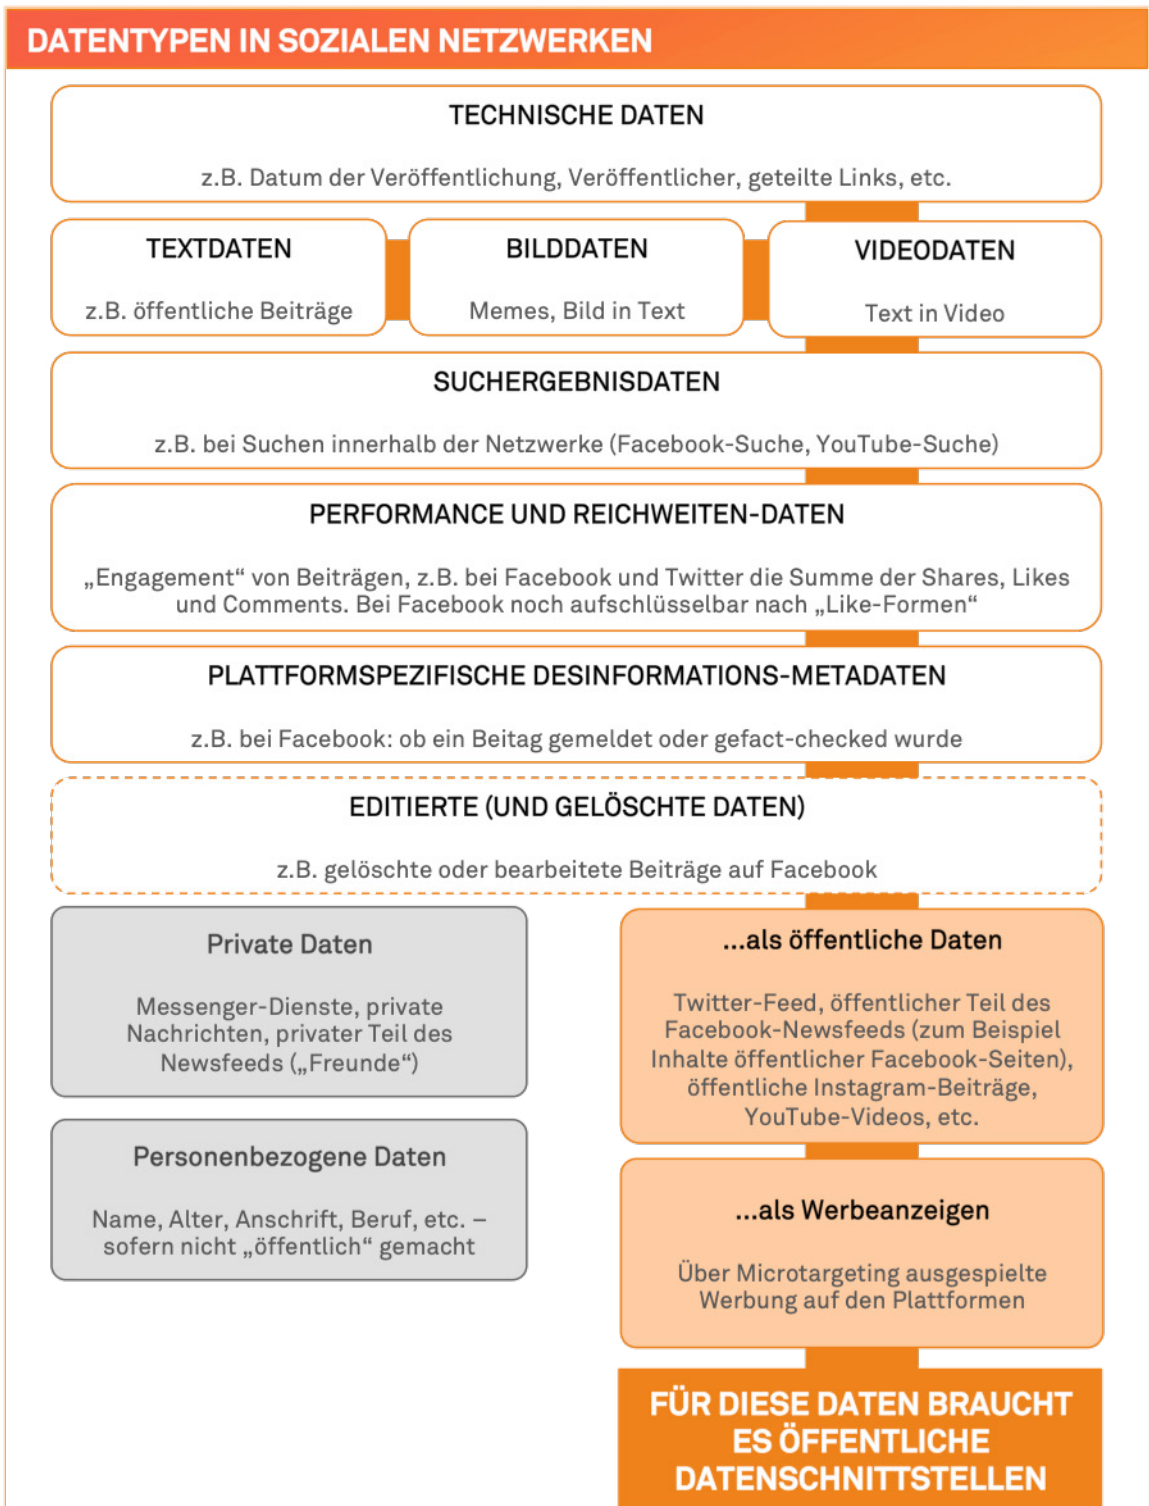 DATENTYPEN IN SOZIALEN NETZWERKEN
TECHNISCHE DATEN
z.B. Datum der Veröffentlichung, Veröffentlicher, geteilte Links, etc.
TEXTDATEN
z.B. öffentliche Beiträge
BILDDATEN
Memes, Bild in Text
VIDEODATEN
Text in Video
SUCHERGEBNISDATEN
z.B. bei Suchen innerhalb der Netzwerke (Facebook-Suche, YouTube-Suche)
PERFORMANCE UND REICHWEITEN-DATEN
„Engagement“ von Beiträgen, z.B. bei Facebook und Twitter die Summe der Shares, Likes
und Comments. Bei Facebook noch aufschlüsselbar nach „Like-Formen“
PLATTFORMSPEZIFISCHE DESINFORMATIONS-METADATEN
z.B. bei Facebook: ob ein Beitag gemeldet oder gefact-checked wurde
EDITIERTE (UND GELÖSCHTE DATEN)
z.B. gelöschte oder bearbeitete Beiträge auf Facebook
Private Daten
Messenger-Dienste, private
Nachrichten, privater Teil des
Newsfeeds („Freunde“)
Personenbezogene Daten
Name, Alter, Anschrift, Beruf, etc. –
sofern nicht „öffentlich“ gemacht
...als öffentliche Daten
Twitter-Feed, öffentlicher Teil des
Facebook-Newsfeeds (zum Beispiel
Inhalte öffentlicher Facebook-Seiten),
öffentliche Instagram-Beiträge,
YouTube-Videos, etc.
...als Werbeanzeigen
Über Microtargeting ausgespielte
Werbung auf den Plattformen
FÜR DIESE DATEN BRAUCHT
ES ÖFFENTLICHE
DATENSCHNITTSTELLEN